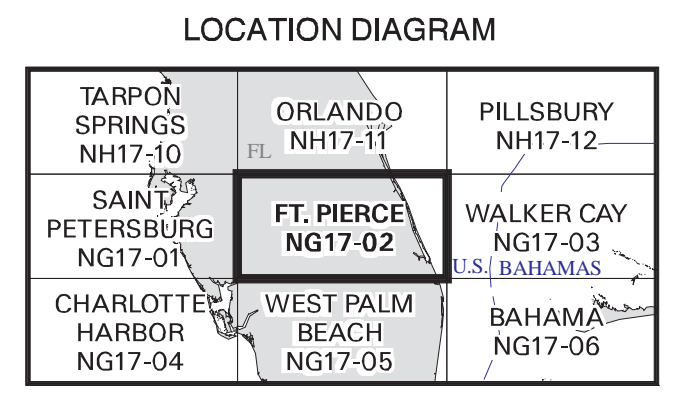 LOCATION DIAGRAM
TARPON
SPRINGS
NH17-10
ORLANDO
NH17-11
FL
PILLSBURY
NH17-12
SAINT
PETERSBURG
NG17-01
FT. PIERCE
NG17-02
WALKER CAY
NG17-03
U.S. BAHAMAS
CHARLOTTE
HARBOR
NG17-04
WEST PALM
BEACH
NG17-05
BAHAMA
NG17-06